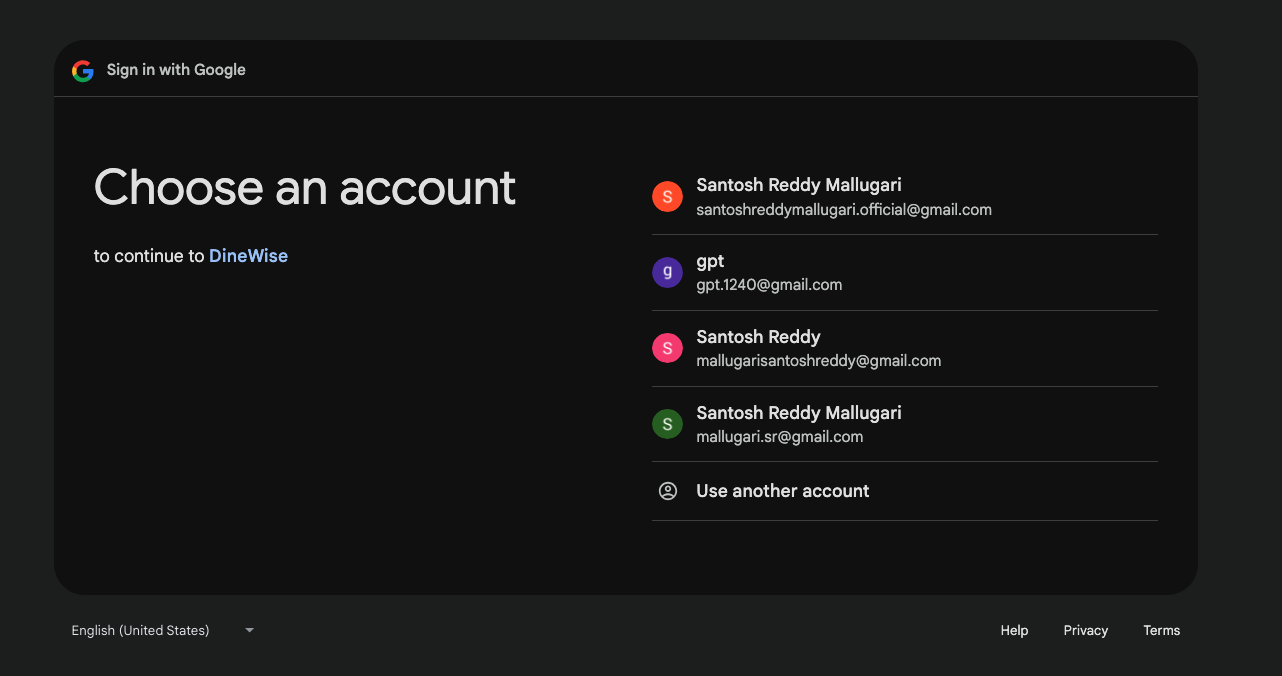 Sign in with Google
Choose an account
to continue to DineWise
S
Santosh Reddy Mallugari
santoshreddymallugari.official@gmail.com
g
gpt
gpt.1240@gmail.com
S
Santosh Reddy
mallugarisantoshreddy@gmail.com
S
Santosh Reddy Mallugari
mallugari.sr@gmail.com
Use another account
English (United States)
Help Privacy Terms